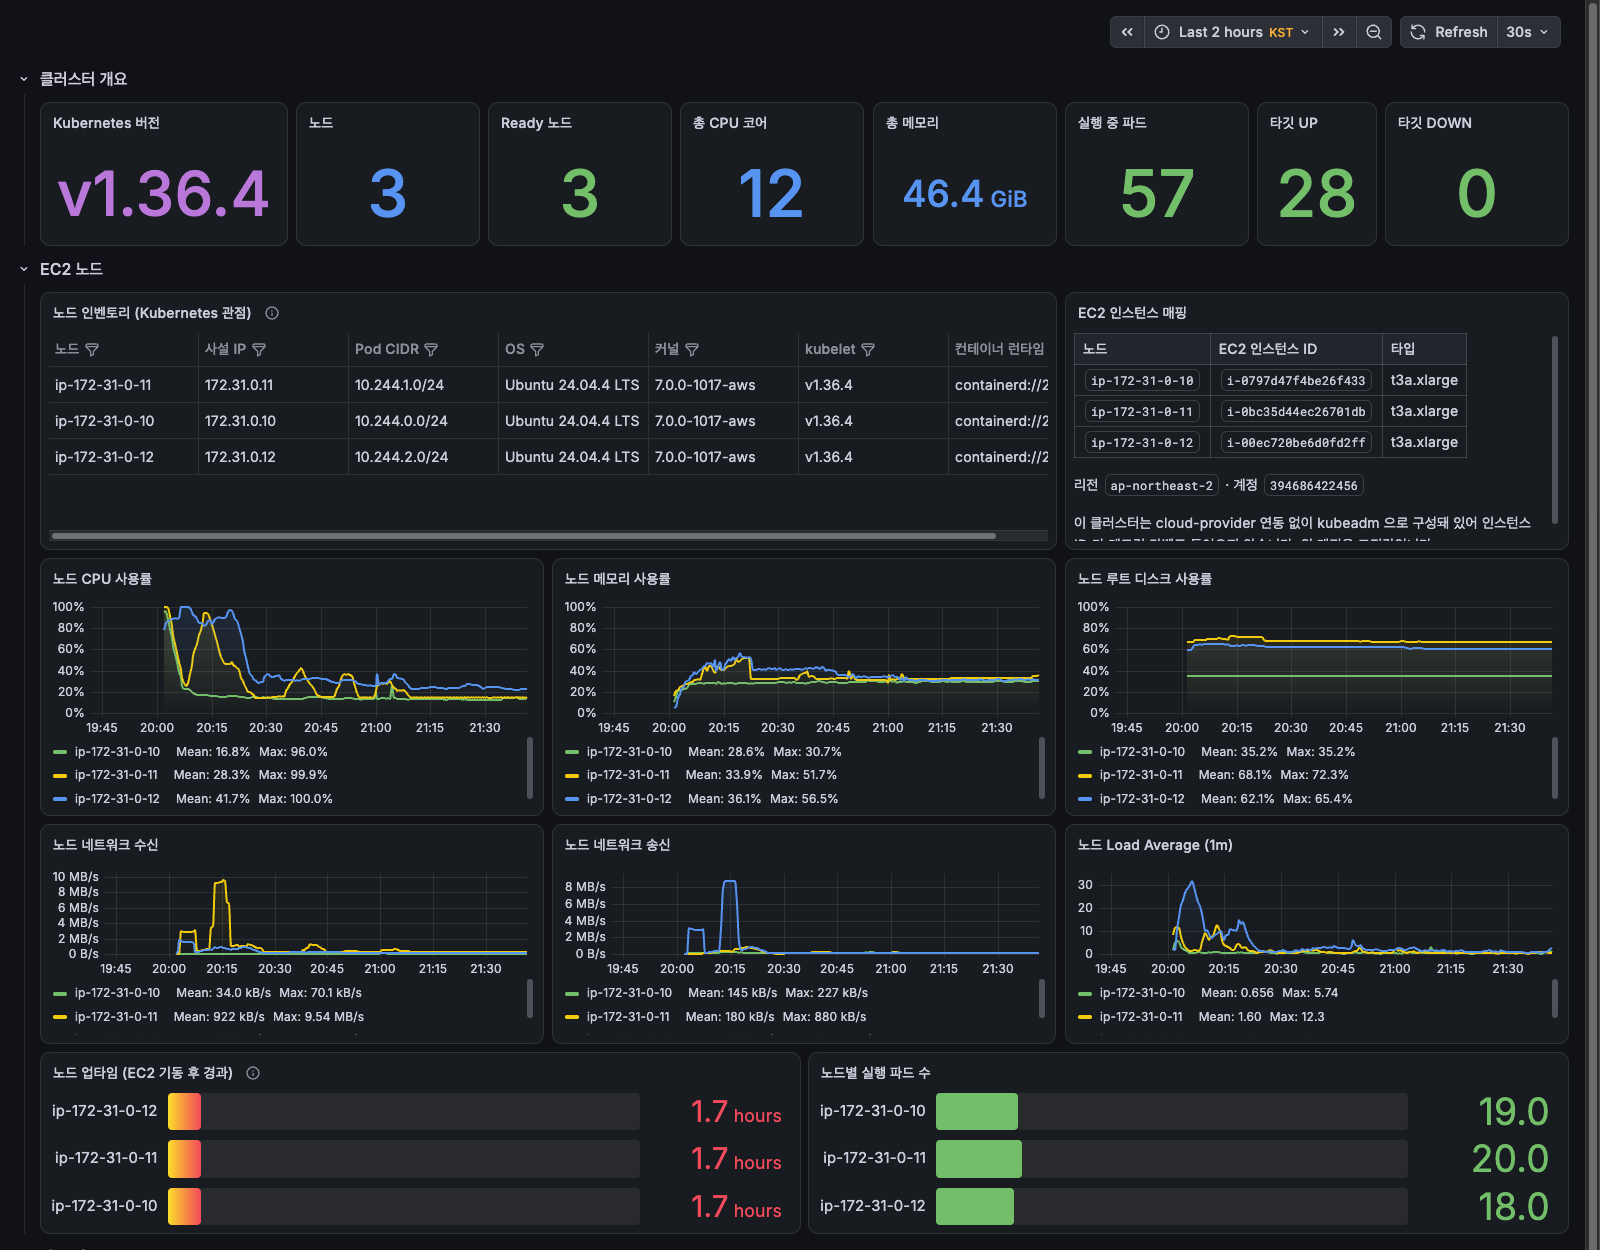 Last 2 hours KST
Refresh
30s
클러스터 개요
Kubernetes 버전
v1.36.4
노드
3
Ready 노드
3
총 CPU 코어
12
총 메모리
46.4 GiB
실행 중 파드
57
타깃 UP
28
타깃 DOWN
0
EC2 노드
노드 인벤토리 (Kubernetes 관점)
노드 사설 IP Pod CIDR OS 커널 kubelet 컨테이너 런타임
ip-172-31-0-11 172.31.0.11 10.244.1.0/24 Ubuntu 24.04.4 LTS 7.0.0-1017-aws v1.36.4 containerd://2
ip-172-31-0-10 172.31.0.10 10.244.0.0/24 Ubuntu 24.04.4 LTS 7.0.0-1017-aws v1.36.4 containerd://2
ip-172-31-0-12 172.31.0.12 10.244.2.0/24 Ubuntu 24.04.4 LTS 7.0.0-1017-aws v1.36.4 containerd://2
EC2 인스턴스 매핑
노드 EC2 인스턴스 ID 타입
ip-172-31-0-10 i-0797d47f4be26f433 t3a.xlarge
ip-172-31-0-11 i-0bc35d44ec26701db t3a.xlarge
ip-172-31-0-12 i-00ec720be6d0fd2ff t3a.xlarge
리전 ap-northeast-2 · 계정 394686422456
이 클러스터는 cloud-provider 연동 없이 kubeadm 으로 구성돼 있어 인스턴스
노드 CPU 사용률
100%
80%
60%
40%
20%
0%
19:45 20:00 20:15 20:30 20:45 21:00 21:15 21:30
ip-172-31-0-10 Mean: 16.8% Max: 96.0%
ip-172-31-0-11 Mean: 28.3% Max: 99.9%
ip-172-31-0-12 Mean: 41.7% Max: 100.0%
노드 메모리 사용률
100%
80%
60%
40%
20%
0%
19:45 20:00 20:15 20:30 20:45 21:00 21:15 21:30
ip-172-31-0-10 Mean: 28.6% Max: 30.7%
ip-172-31-0-11 Mean: 33.9% Max: 51.7%
ip-172-31-0-12 Mean: 36.1% Max: 56.5%
노드 루트 디스크 사용률
100%
80%
60%
40%
20%
0%
19:45 20:00 20:15 20:30 20:45 21:00 21:15 21:30
ip-172-31-0-10 Mean: 35.2% Max: 35.2%
ip-172-31-0-11 Mean: 68.1% Max: 72.3%
ip-172-31-0-12 Mean: 62.1% Max: 65.4%
노드 네트워크 수신
10 MB/s
8 MB/s
6 MB/s
4 MB/s
2 MB/s
0 B/s
19:45 20:00 20:15 20:30 20:45 21:00 21:15 21:30
ip-172-31-0-10 Mean: 34.0 kB/s Max: 70.1 kB/s
ip-172-31-0-11 Mean: 922 kB/s Max: 9.54 MB/s
노드 네트워크 송신
8 MB/s
6 MB/s
4 MB/s
2 MB/s
0 B/s
19:45 20:00 20:15 20:30 20:45 21:00 21:15 21:30
ip-172-31-0-10 Mean: 145 kB/s Max: 227 kB/s
ip-172-31-0-11 Mean: 180 kB/s Max: 880 kB/s
노드 Load Average (1m)
30
20
10
0
19:45 20:00 20:15 20:30 20:45 21:00 21:15 21:30
ip-172-31-0-10 Mean: 0.656 Max: 5.74
ip-172-31-0-11 Mean: 1.60 Max: 12.3
노드 업타임 (EC2 기동 후 경과)
ip-172-31-0-12 1.7 hours
ip-172-31-0-11 1.7 hours
ip-172-31-0-10 1.7 hours
노드별 실행 파드 수
ip-172-31-0-10 19.0
ip-172-31-0-11 20.0
ip-172-31-0-12 18.0